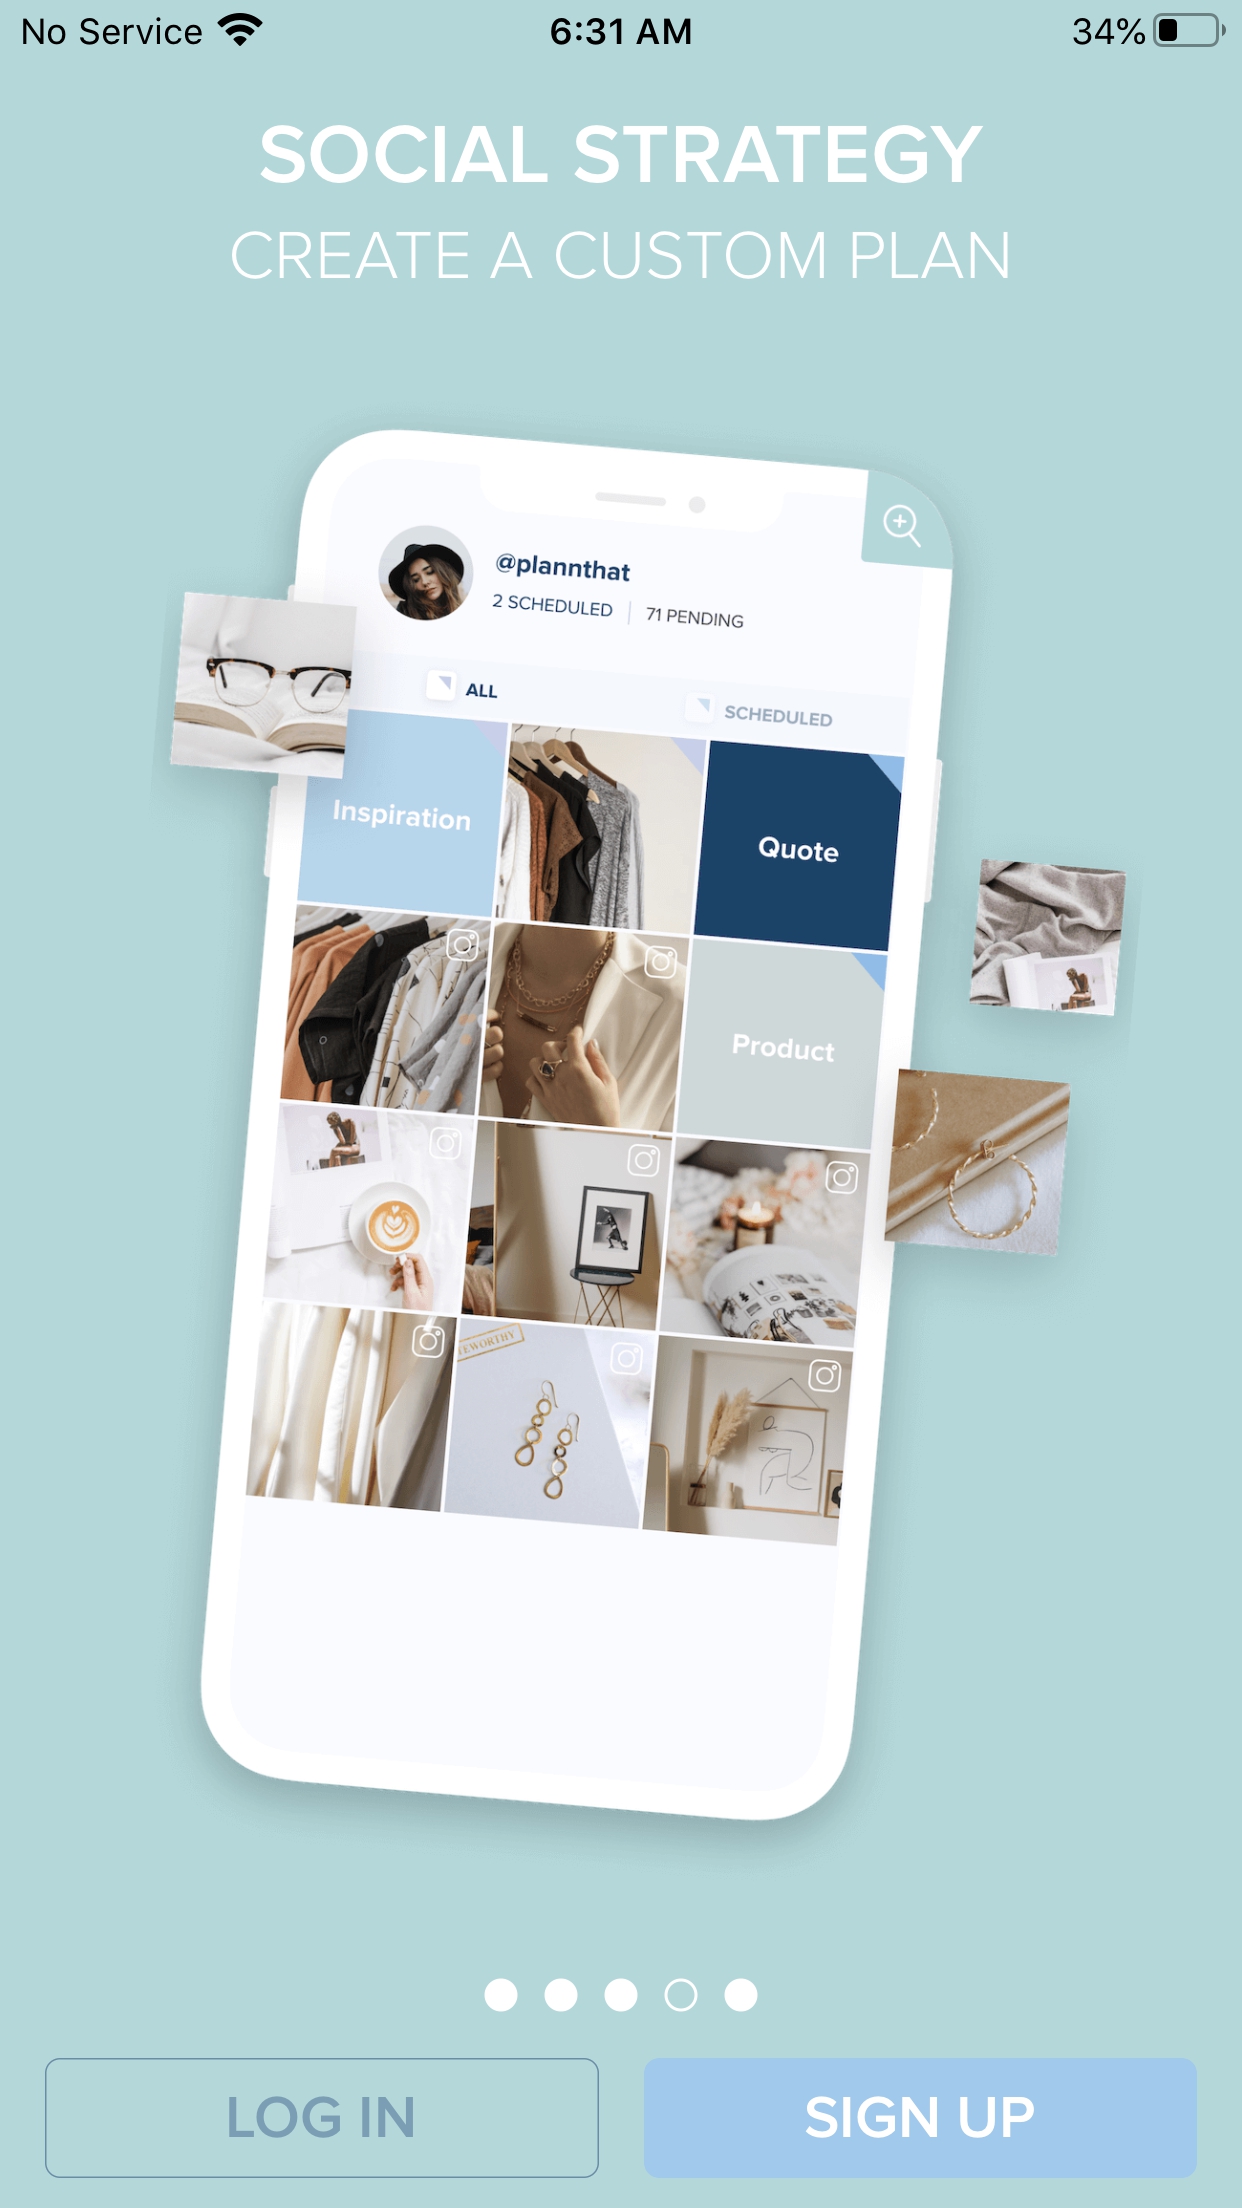 No Service
6:31 AM
34%
SOCIAL STRATEGY
CREATE A CUSTOM PLAN
@plannthat
2 SCHEDULED | 71 PENDING
ALL
SCHEDULED
Inspiration
Quote
Product
EWORTHY
LOG IN
SIGN UP